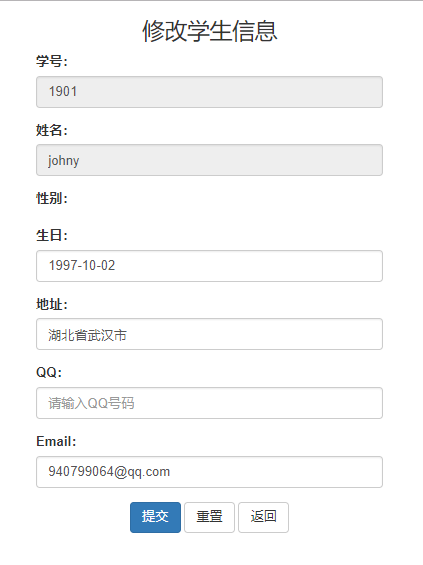 修改学生信息
学号：
1901
姓名：
johny
性别：
生日：
1997-10-02
地址：
湖北省武汉市
QQ：
请输入QQ号码
Email：
940799064@qq.com
提交 重置 返回